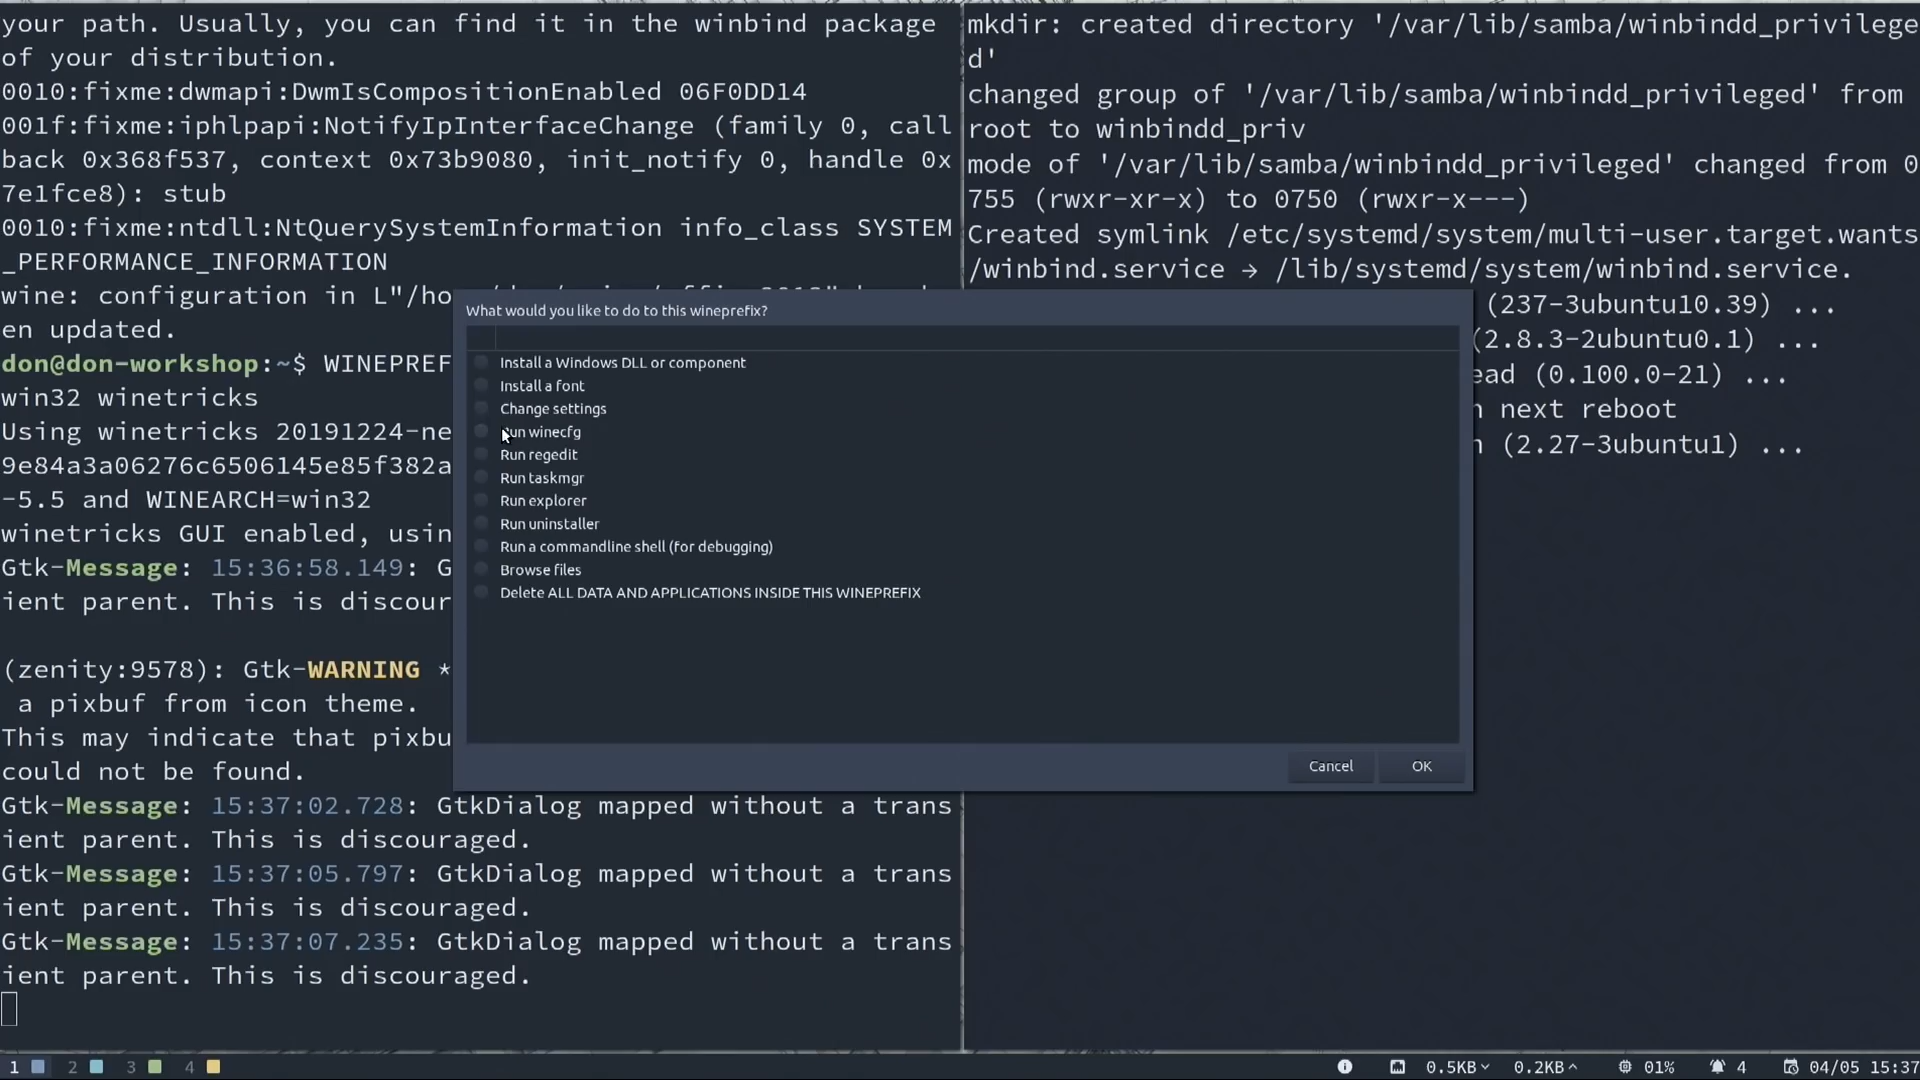 your path. Usually, you can find it in the winbind package
of your distribution.
0010:fixme:dwmapi:DwmIsCompositionEnabled 06F0DD14
001f:fixme:iphlpapi:NotifyIpInterfaceChange (family 0, call
back 0x368f537, context 0x73b9080, init_notify 0, handle 0x
7e1fce8): stub
0010:fixme:ntdll:NtQuerySystemInformation info_class SYSTEM
_PERFORMANCE_INFORMATION
wine: configuration in L"/ho
en updated.
don@don-workshop:~$ WINEPREF
win32 winetricks
Using winetricks 20191224-ne
9e84a3a06276c6506145e85f382a
-5.5 and WINEARCH=win32
winetricks GUI enabled, usin
Gtk-Message: 15:36:58.149: G
ient parent. This is discour
(zenity:9578): Gtk-WARNING *
a pixbuf from icon theme.
This may indicate that pixbu
could not be found.
Gtk-Message: 15:37:02.728: GtkDialog mapped without a trans
ient parent. This is discouraged.
Gtk-Message: 15:37:05.797: GtkDialog mapped without a trans
ient parent. This is discouraged.
Gtk-Message: 15:37:07.235: GtkDialog mapped without a trans
ient parent. This is discouraged.
mkdir: created directory '/var/lib/samba/winbindd_privilege
d'
changed group of '/var/lib/samba/winbindd_privileged' from
root to winbindd_priv
mode of '/var/lib/samba/winbindd_privileged' changed from 0
755 (rwxr-xr-x) to 0750 (rwxr-x---)
Created symlink /etc/systemd/system/multi-user.target.wants
/winbind.service → /lib/systemd/system/winbind.service.
(237-3ubuntu10.39) ...
(2.8.3-2ubuntu0.1) ...
ead (0.100.0-21) ...
n next reboot
n (2.27-3ubuntu1) ...
What would you like to do to this wineprefix?
Install a Windows DLL or component
Install a font
Change settings
Run winecfg
Run regedit
Run taskmgr
Run explorer
Run uninstaller
Run a commandline shell (for debugging)
Browse files
Delete ALL DATA AND APPLICATIONS INSIDE THIS WINEPREFIX
Cancel OK
1 2 3 4 0.5KB 0.2KB 01% 4 04/05 15:37